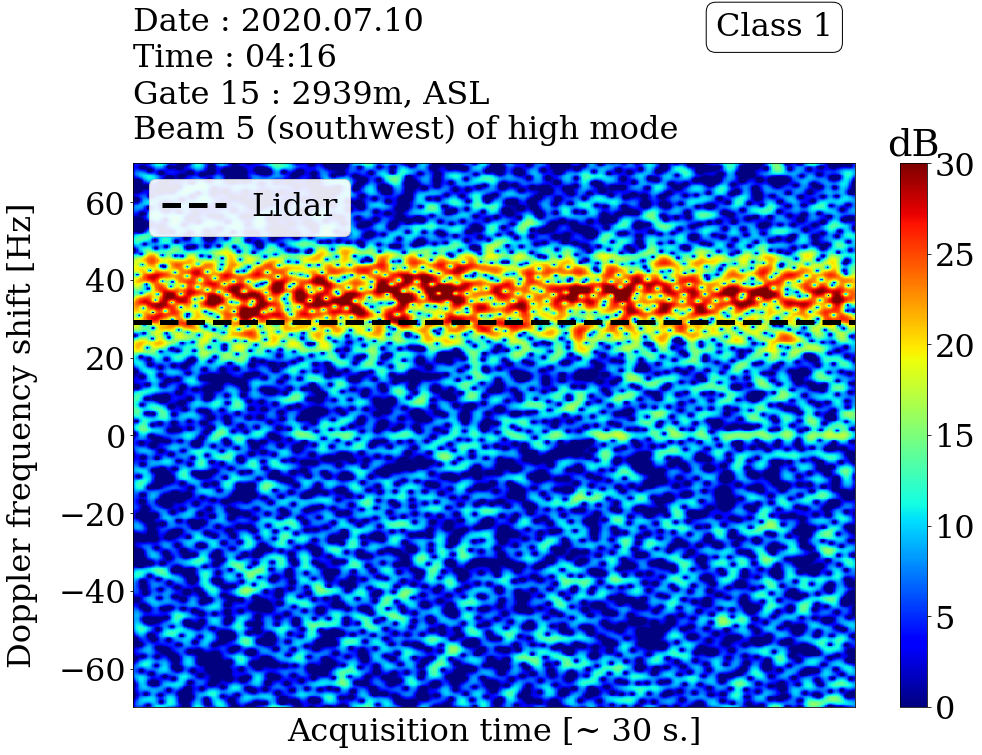 Date : 2020.07.10
Time : 04:16
Gate 15 : 2939m, ASL
Beam 5 (southwest) of high mode
Class 1
dB
Lidar
Doppler frequency shift [Hz]
60
40
20
0
−20
−40
−60
30
25
20
15
10
5
0
Acquisition time [~ 30 s.]